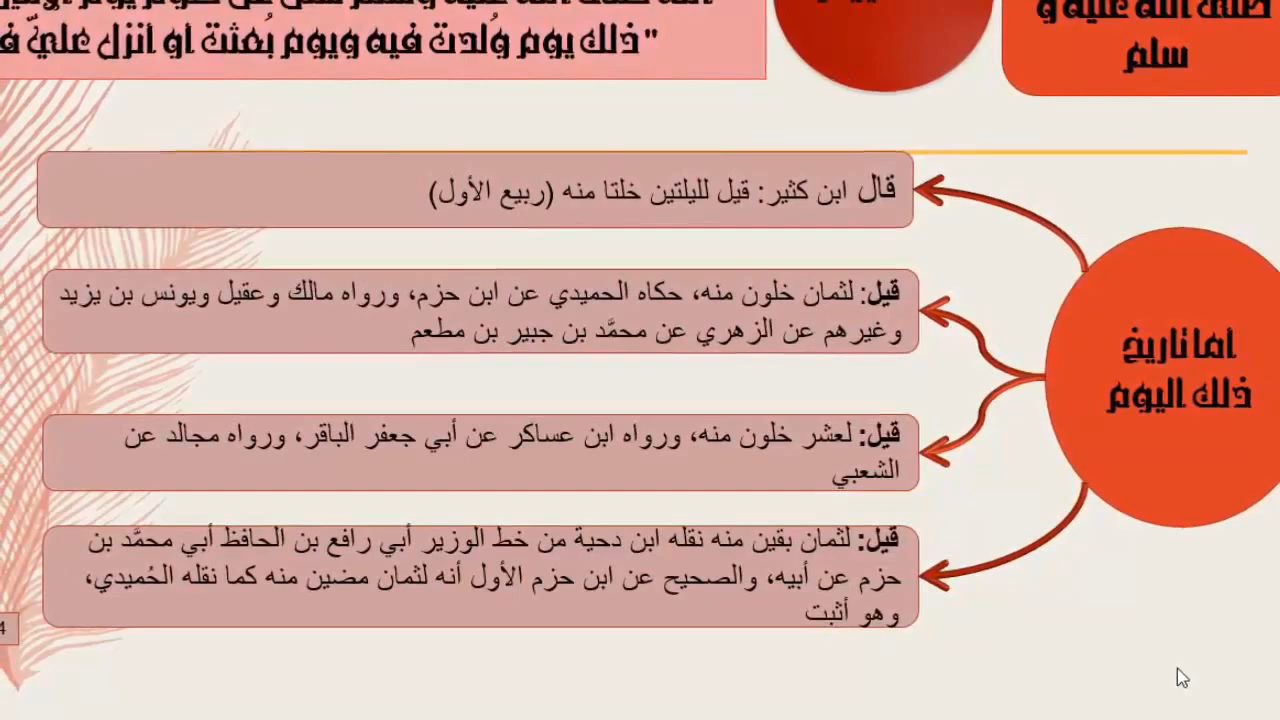 صلى الله عليه و
سلم
"ذلك يوم وُلدت فيه ويوم بُعثت أو أنزل عليّ
أما تاريخ
ذلك اليوم
قال ابن كثير: قيل لليلتين خلتا منه (ربيع الأول)
قيل: لثمان خلون منه، حكاه الحميدي عن ابن حزم، ورواه مالك وعقيل ويونس بن يزيد
وغيرهم عن الزهري عن محمَّد بن جبير بن مطعم
قيل: لعشر خلون منه، ورواه ابن عساكر عن أبي جعفر الباقر، ورواه مجالد عن
الشعبي
قيل: لثمان بقين منه نقله ابن دحية من خط الوزير أبي رافع بن الحافظ أبي محمَّد بن
حزم عن أبيه، والصحيح عن ابن حزم الأول أنه لثمان مضين منه كما نقله الحُميدي،
وهو أثبت
4